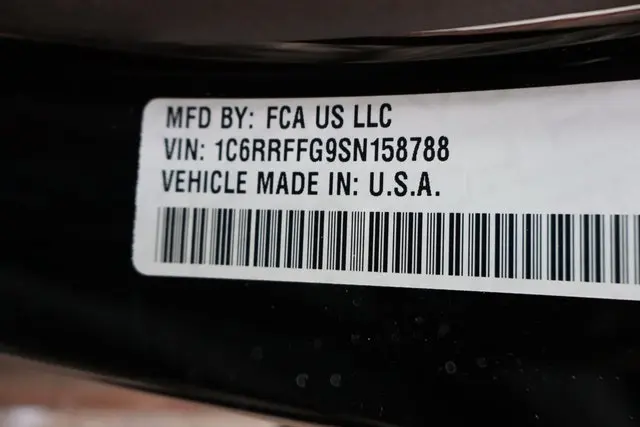 MFD BY: FCA US LLC
VIN: 1C6RRFFG9SN158788
VEHICLE MADE IN: U.S.A.